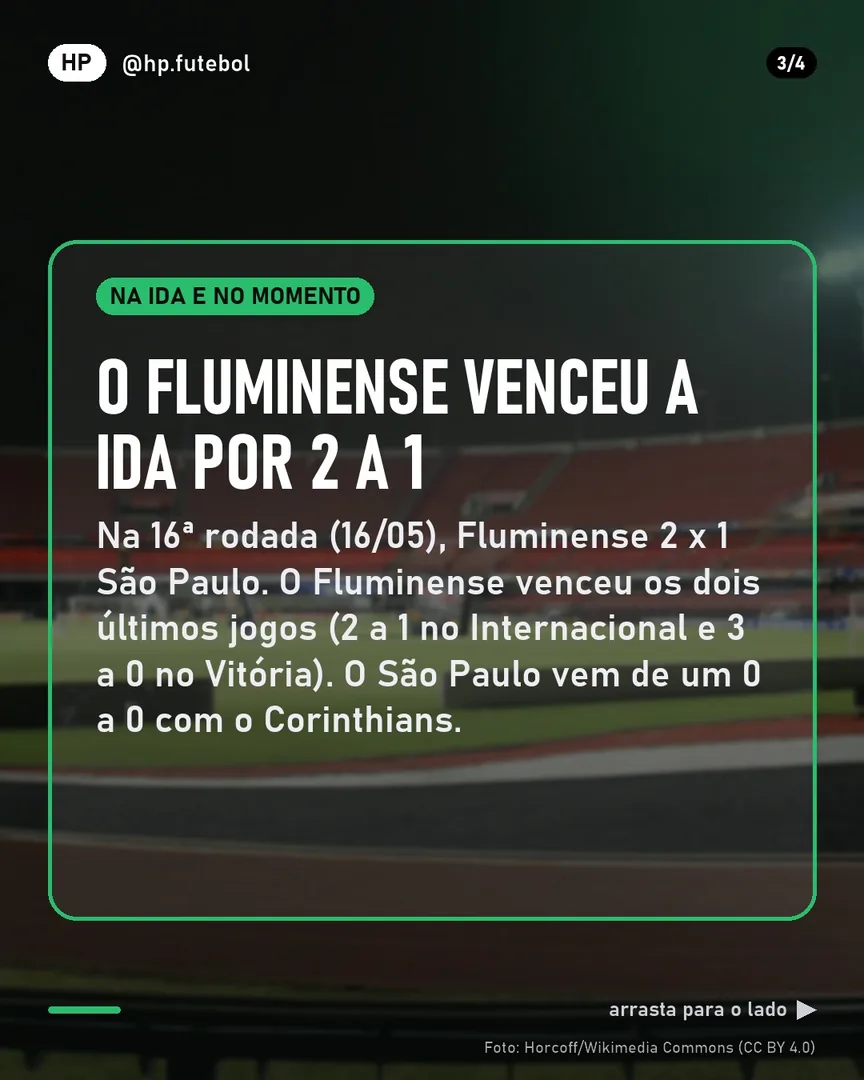 HP @hp.futebol
3/4
NA IDA E NO MOMENTO
O FLUMINENSE VENCEU A
IDA POR 2 A 1
Na 16ª rodada (16/05), Fluminense 2 x 1
São Paulo. O Fluminense venceu os dois
últimos jogos (2 a 1 no Internacional e 3
a 0 no Vitória). O São Paulo vem de um 0
a 0 com o Corinthians.
arrasta para o lado ▶
Foto: Horcoff/Wikimedia Commons (CC BY 4.0)